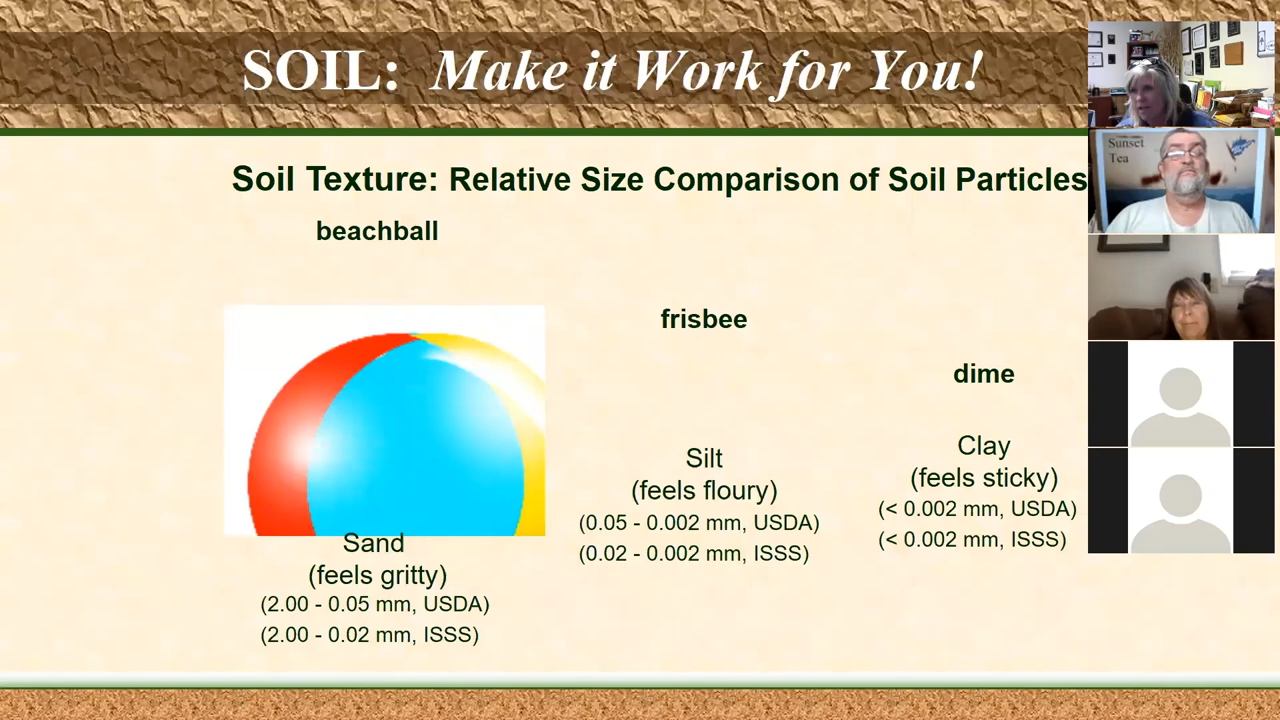 SOIL: Make it Work for You!
Soil Texture: Relative Size Comparison of Soil Particles
beachball
frisbee
dime
Sand
(feels gritty)
(2.00 - 0.05 mm, USDA)
(2.00 - 0.02 mm, ISSS)
Silt
(feels floury)
(0.05 - 0.002 mm, USDA)
(0.02 - 0.002 mm, ISSS)
Clay
(feels sticky)
(< 0.002 mm, USDA)
(< 0.002 mm, ISSS)
Sunset
Tea